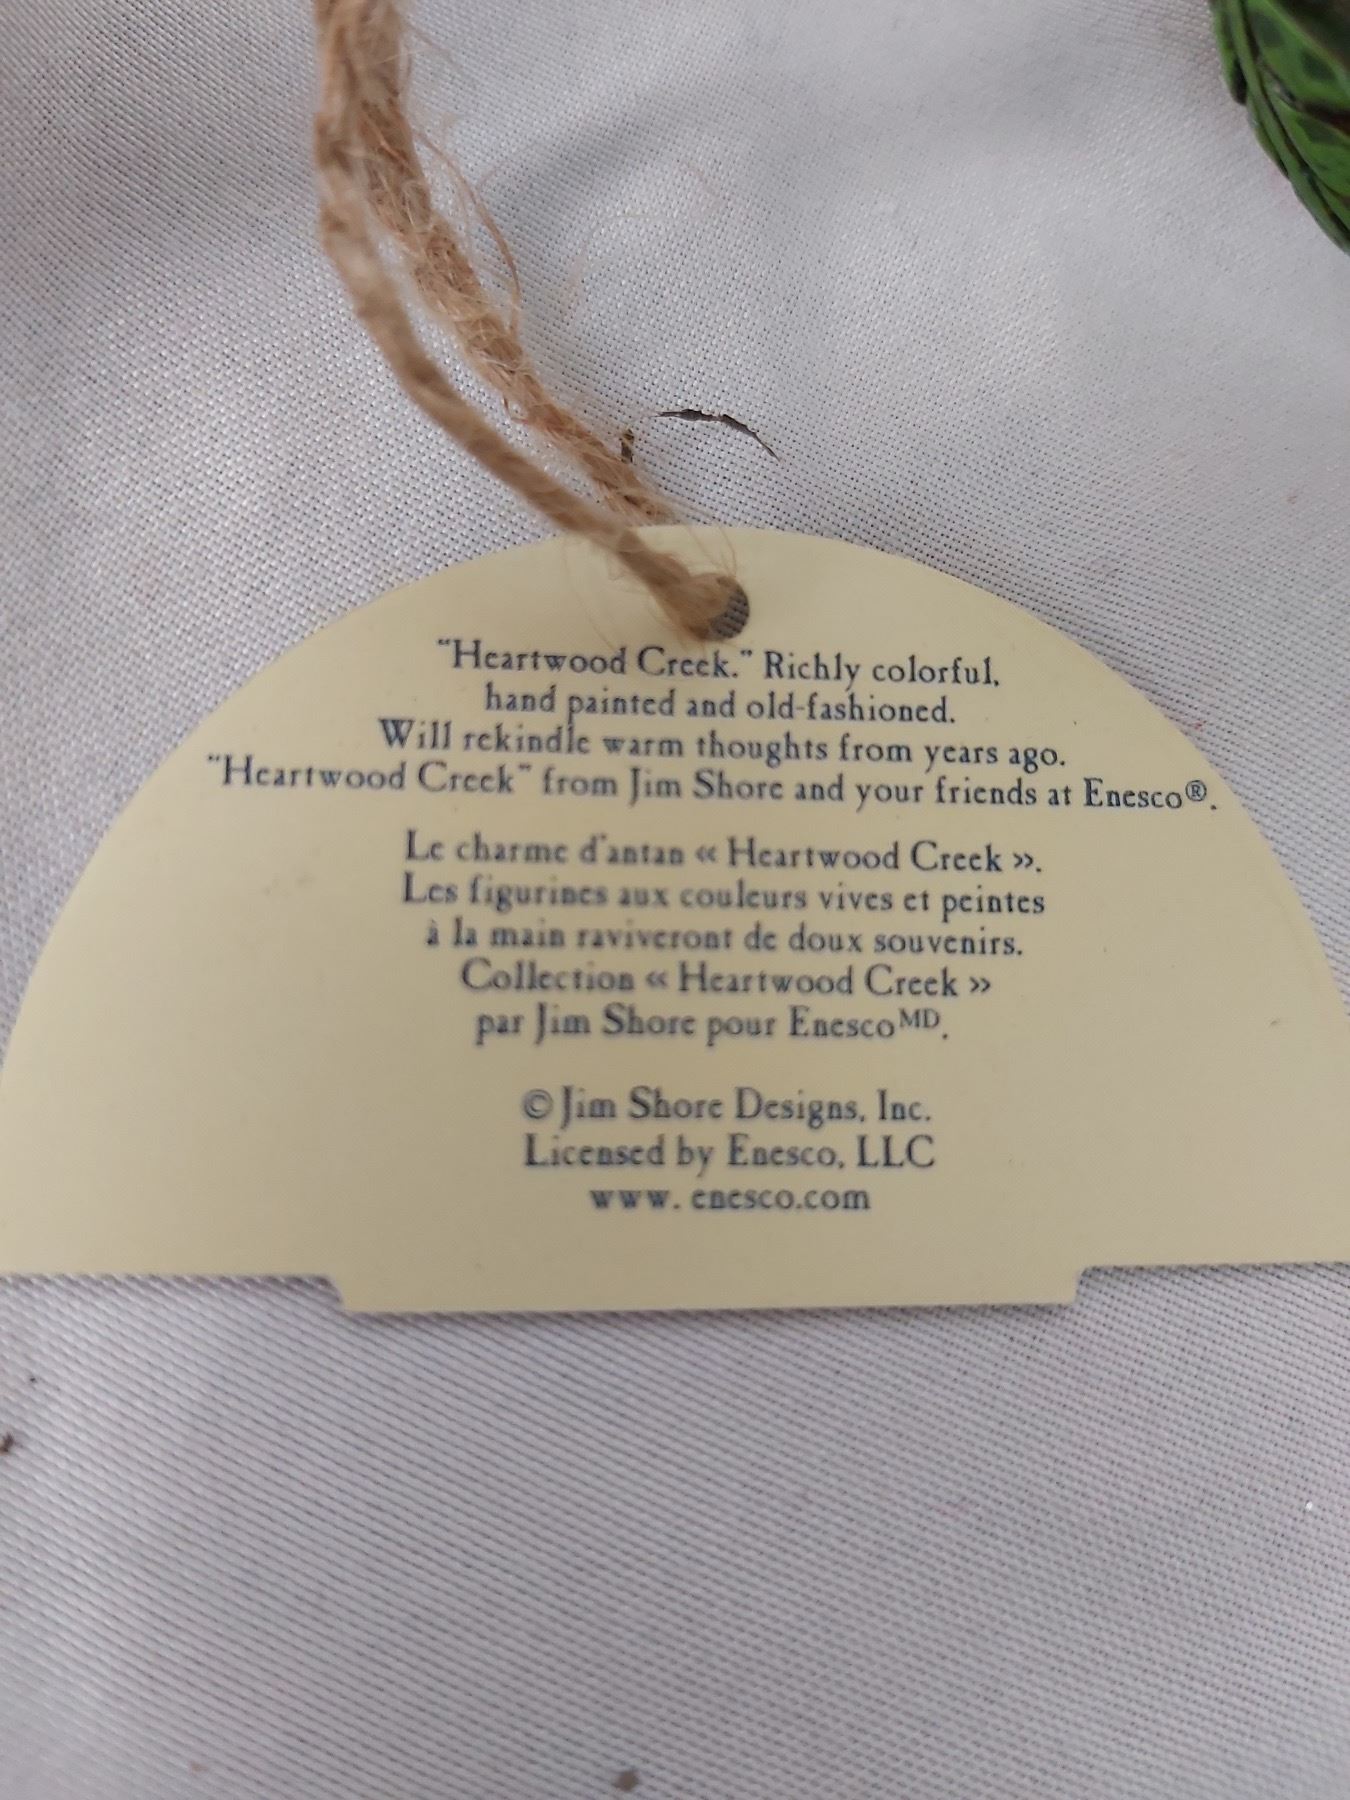 "Heartwood Creek." Richly colorful,
hand painted and old-fashioned.
Will rekindle warm thoughts from years ago.
"Heartwood Creek" from Jim Shore and your friends at Enesco®.
Le charme d'antan « Heartwood Creek ».
Les figurines aux couleurs vives et peintes
à la main raviveront de doux souvenirs.
Collection « Heartwood Creek »
par Jim Shore pour Enesco MD.
© Jim Shore Designs, Inc.
Licensed by Enesco, LLC
www. enesco.com